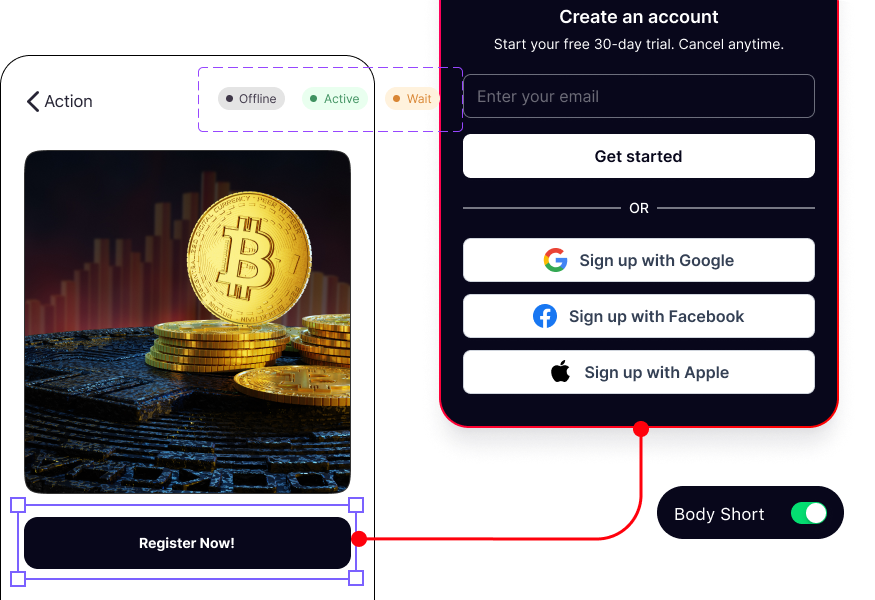 Create an account
Start your free 30-day trial. Cancel anytime.
Action
Offline
Active
Wait
Enter your email
Get started
OR
Sign up with Google
Sign up with Facebook
Sign up with Apple
Body Short
Register Now!